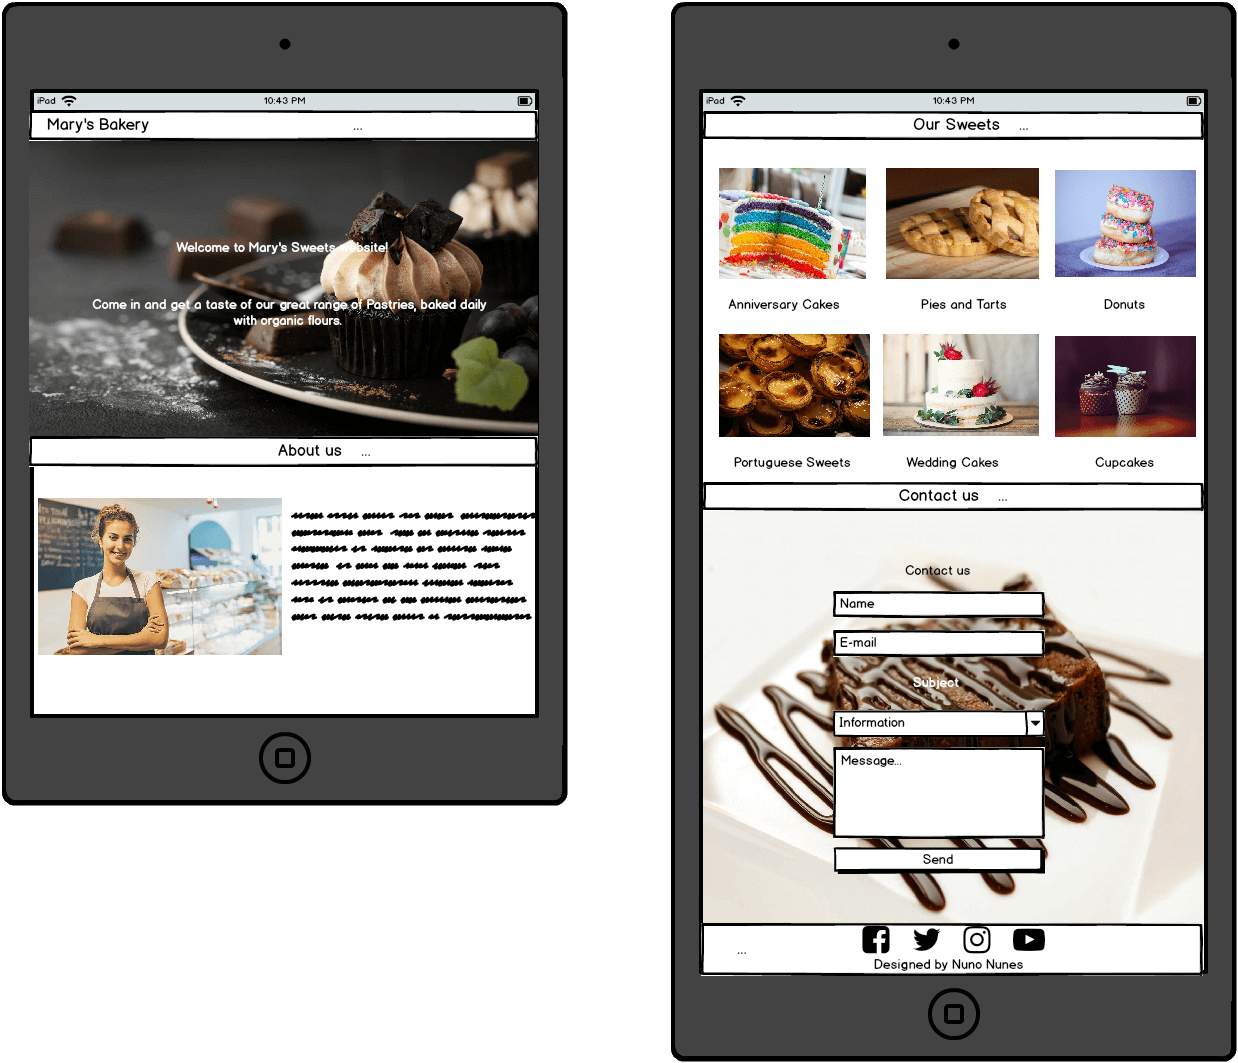 iPad
10:43 PM
Mary's Bakery
...
Welcome to Mary's Sweets website!
Come in and get a taste of our great range of Pastries, baked daily
with organic flours.
About us
...
iPad
10:43 PM
Our Sweets
...
Anniversary Cakes
Pies and Tarts
Donuts
Portuguese Sweets
Wedding Cakes
Cupcakes
Contact us
...
Contact us
Name
E-mail
Subject
Information
Message...
Send
...
Designed by Nuno Nunes